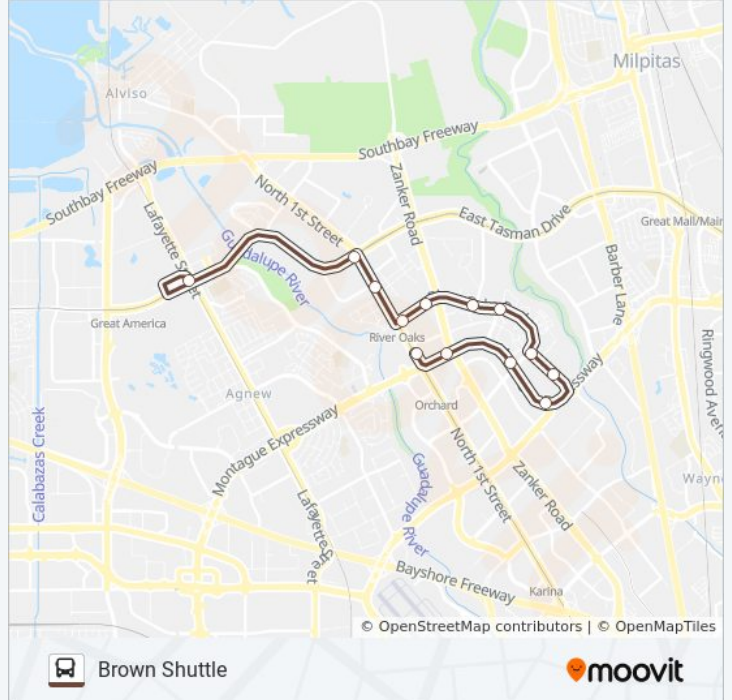 Milpitas
Alviso
Southbay Freeway
Southbay Freeway
North 1st Street
Zanker Road
East Tasman Drive
Great Mall/Main
Lafayette Street
Guadalupe River
Barber Lane
Great America
River Oaks
Ringwood Aven
Agnew
Orchard
Montague Expressway
essway
Calabazas Creek
North 1st Street
Zanker Road
Guadalupe River
Wayne
Lafayette Street
Bayshore Freeway
Karina
© OpenStreetMap contributors | © OpenMapTiles
Brown Shuttle
moovit